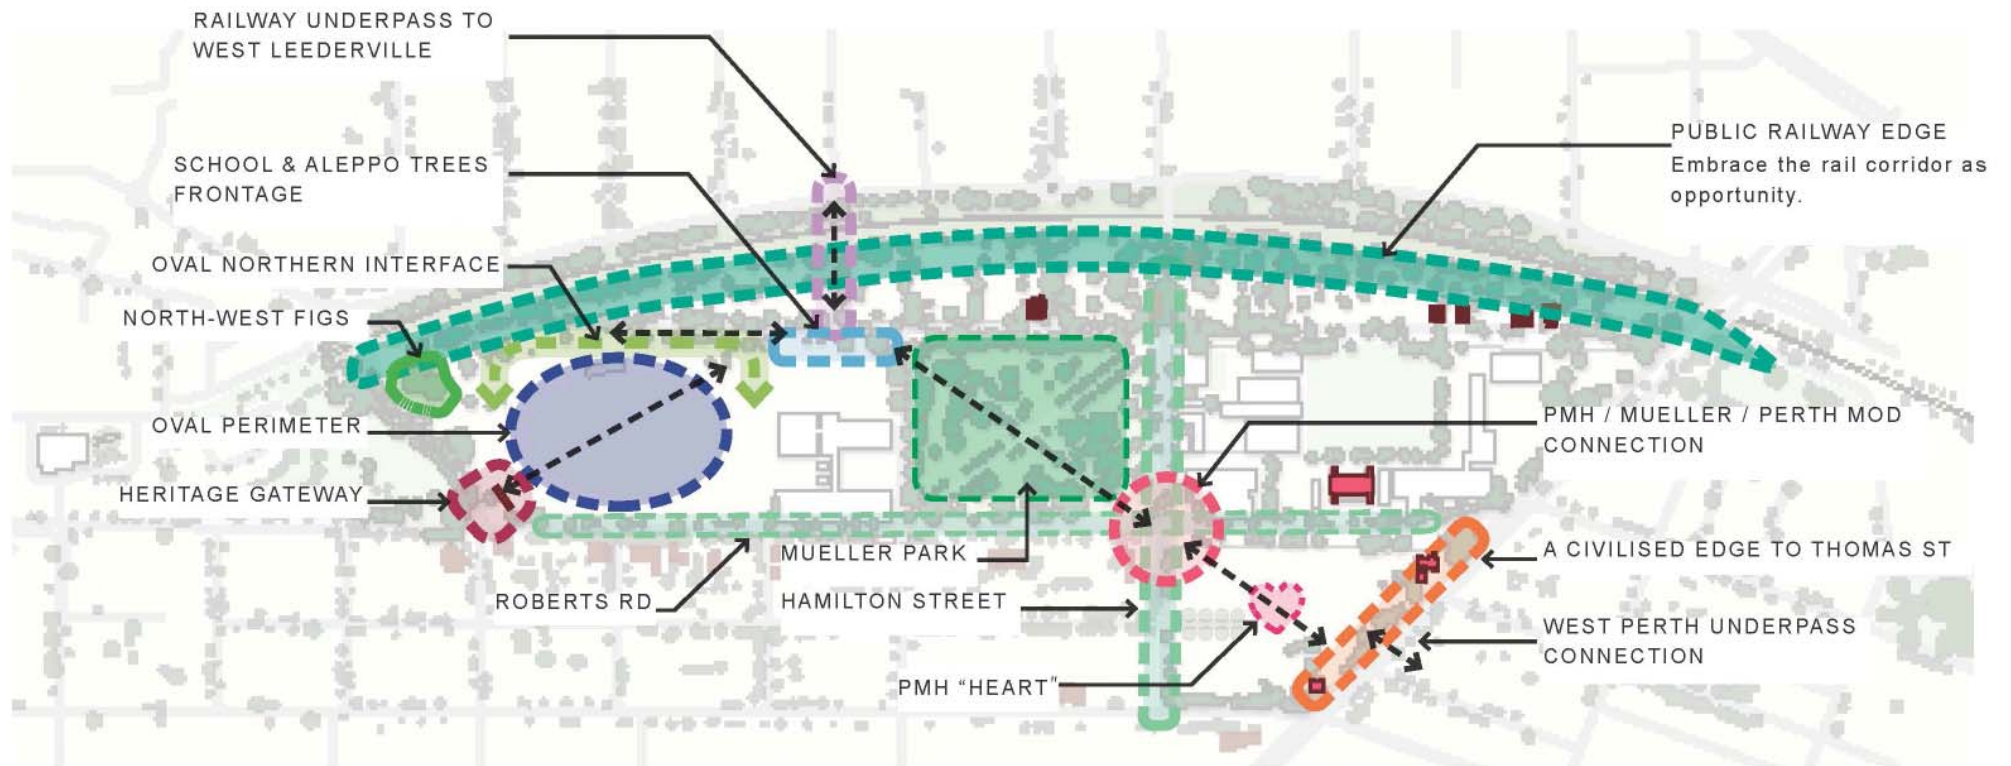 RAILWAY UNDERPASS TO
WEST LEEDERVILLE
SCHOOL & ALEPPO TREES
FRONTAGE
OVAL NORTHERN INTERFACE
NORTH-WEST FIGS
OVAL PERIMETER
HERITAGE GATEWAY
ROBERTS RD
MUELLER PARK
HAMILTON STREET
PMH “HEART”
PUBLIC RAILWAY EDGE
Embrace the rail corridor as
opportunity.
PMH / MUELLER / PERTH MOD
CONNECTION
A CIVILISED EDGE TO THOMAS ST
WEST PERTH UNDERPASS
CONNECTION